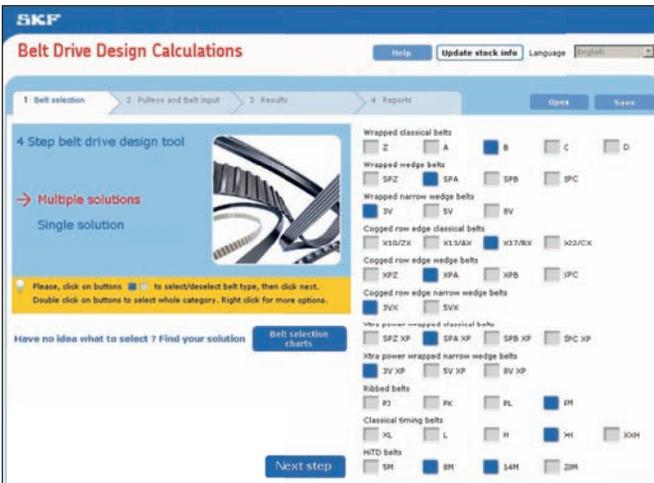 SKF
Belt Drive Design Calculations
Help
Update stock info
Language
English
1 Belt selection
2 Pulleys and Belt input
3 Results
4 Reports
Open
Save
4 Step belt drive design tool
Multiple solutions
Single solution
Please, click on buttons to select/deselect belt type, then click next.
Double click on buttons to select whole category. Right click for more options.
Have no idea what to select ? Find your solution
Belt selection
charts
Next step
Wrapped classical belts
Z A B C D
Wrapped wedge belts
SPZ SPA SPB SPC
Wrapped narrow wedge belts
3V 5V 8V
Cogged row edge classical belts
X10/ZX X13/AX X17/BX X22/CX
Cogged row edge wedge belts
XPZ XPA XPB XPC
Cogged row edge narrow wedge belts
3VX 5VX
Xtra power wrapped classical belts
SPZ XP SPA XP SPB XP SPC XP
Xtra power wrapped narrow wedge belts
3V XP 5V XP 8V XP
Ribbed belts
PJ PK PL PM
Classical timing belts
XL L H XH XXH
HiTD belts
5M 8M 14M 20M